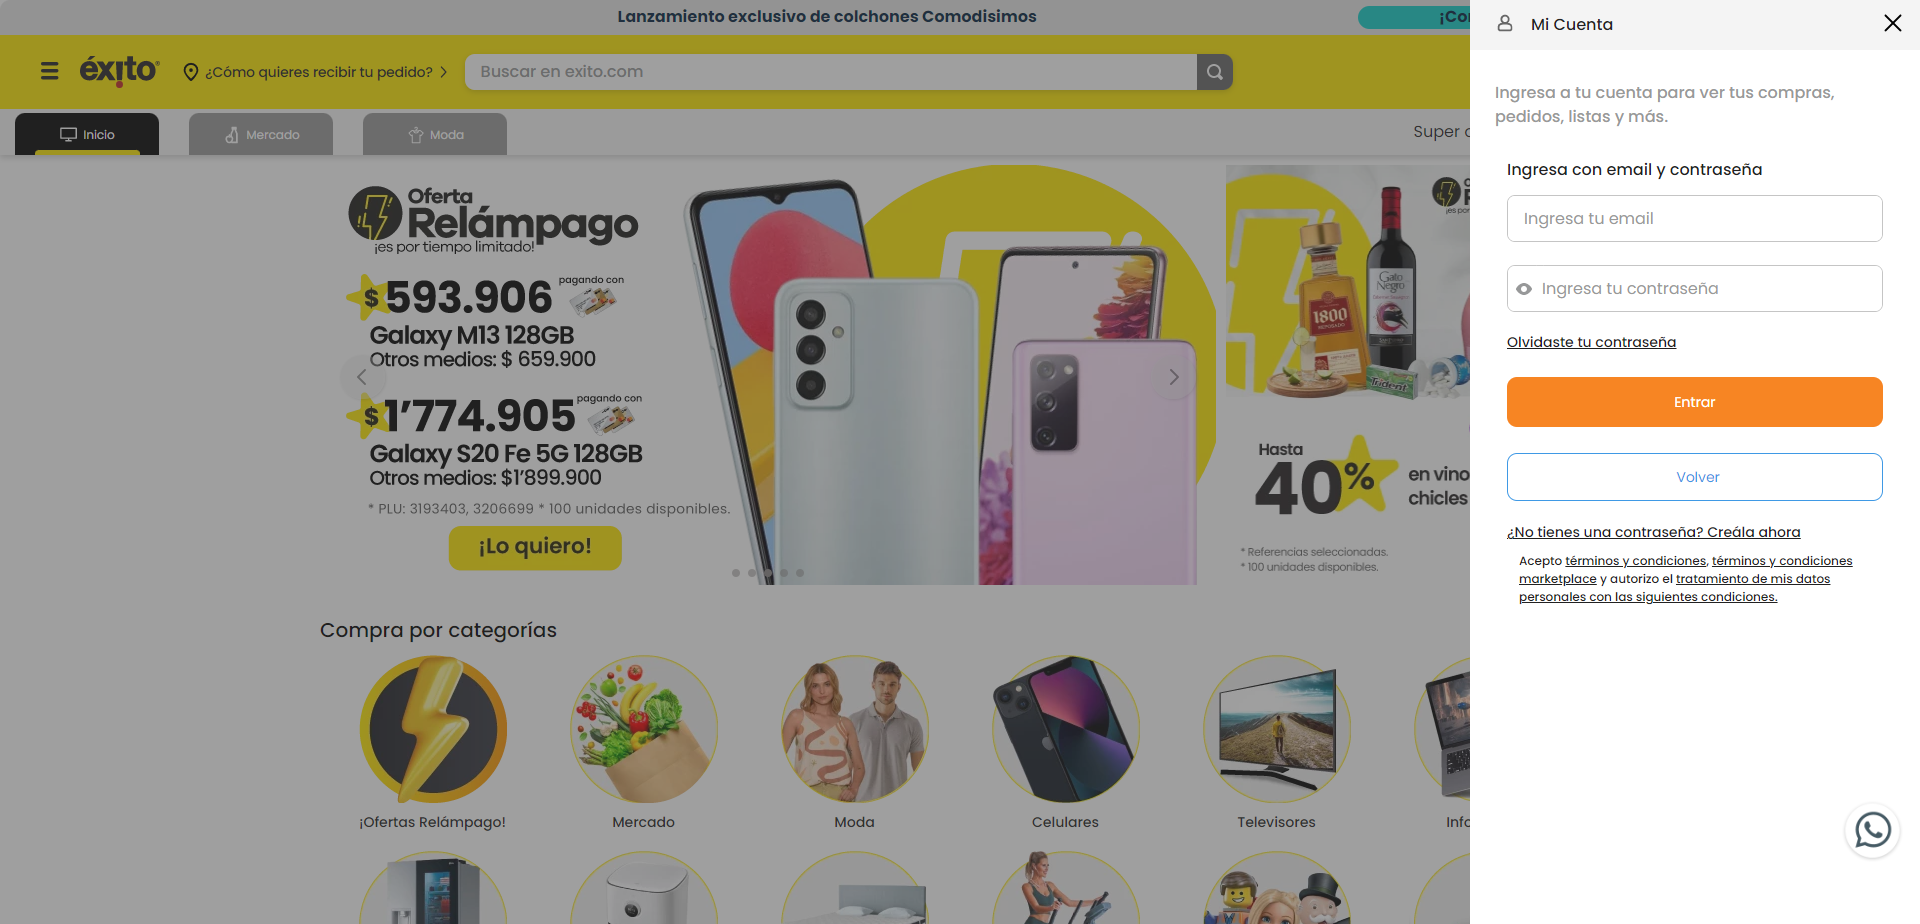 Lanzamiento exclusivo de colchones Comodisimos
Mi Cuenta
éxito
¿Cómo quieres recibir tu pedido?
Buscar en exito.com
Inicio
Mercado
Moda
Super
Ingresa a tu cuenta para ver tus compras,
pedidos, listas y más.
Ingresa con email y contraseña
Ingresa tu email
Ingresa tu contraseña
Olvidaste tu contraseña
Entrar
Volver
¿No tienes una contraseña? Creála ahora
Acepto términos y condiciones, términos y condiciones
marketplace y autorizo el tratamiento de mis datos
personales con las siguientes condiciones.
Oferta
Relámpago
¡es por tiempo limitado!
$593.906 pagando con
Galaxy M13 128GB
Otros medios: $ 659.900
$1'774.905 pagando con
Galaxy S20 Fe 5G 128GB
Otros medios: $1'899.900
* PLU: 3193403, 3206699 * 100 unidades disponibles.
¡Lo quiero!
Gato
Negro
1800
Trident
Hasta
40% en vino
chicles
* Referencias seleccionadas.
* 100 unidades disponibles.
Compra por categorías
¡Ofertas Relámpago!
Mercado
Moda
Celulares
Televisores